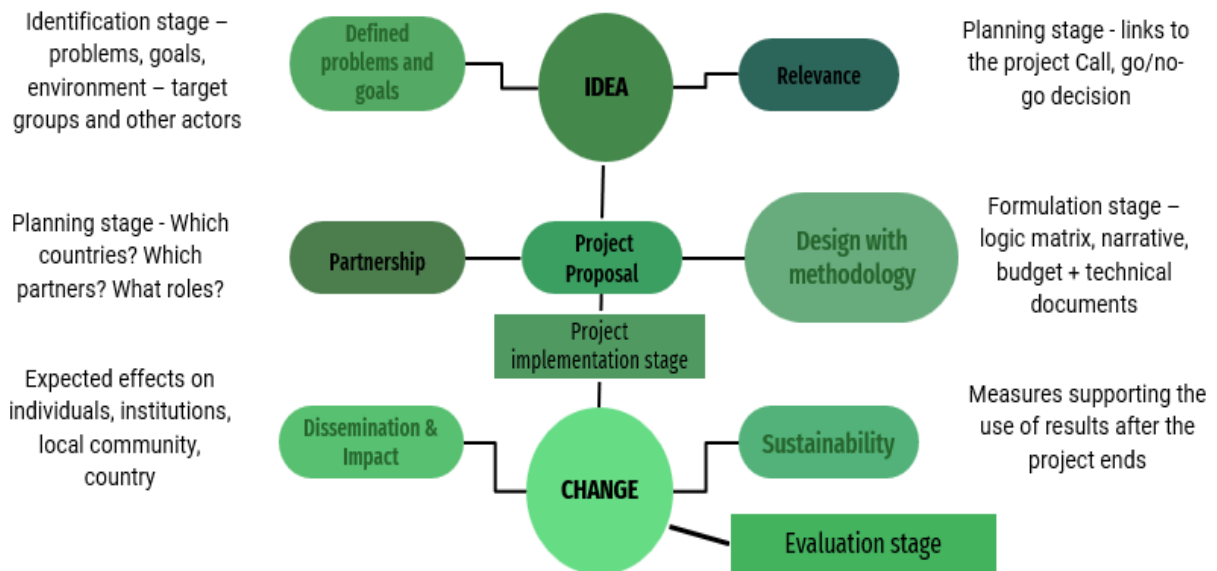 Identification stage –
problems, goals,
environment – target
groups and other actors
Defined
problems and
goals
IDEA
Relevance
Planning stage - links to
the project Call, go/no-
go decision
Planning stage - Which
countries? Which
partners? What roles?
Partnership
Project
Proposal
Design with
methodology
Formulation stage –
logic matrix, narrative,
budget + technical
documents
Project
implementation stage
Expected effects on
individuals, institutions,
local community,
country
Dissemination &
Impact
CHANGE
Sustainability
Measures supporting the
use of results after the
project ends
Evaluation stage